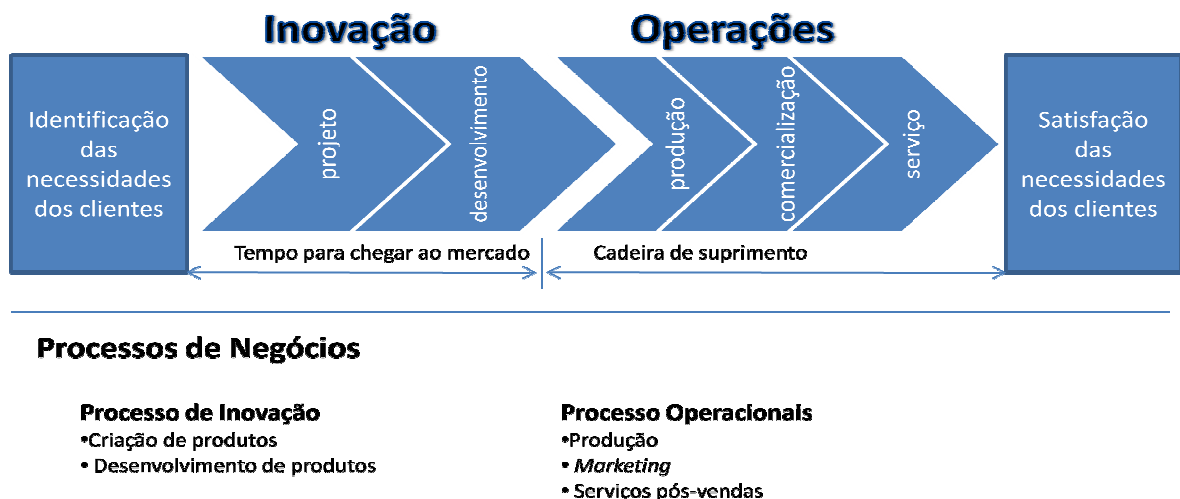 Inovação
Operações
Identificação
das
necessidades
dos clientes
projeto
desenvolvimento
produção
comercialização
serviço
Satisfação
das
necessidades
dos clientes
Tempo para chegar ao mercado
Cadeira de suprimento
Processos de Negócios
Processo de Inovação
•Criação de produtos
• Desenvolvimento de produtos
Processo Operacionais
•Produção
• Marketing
• Serviços pós-vendas